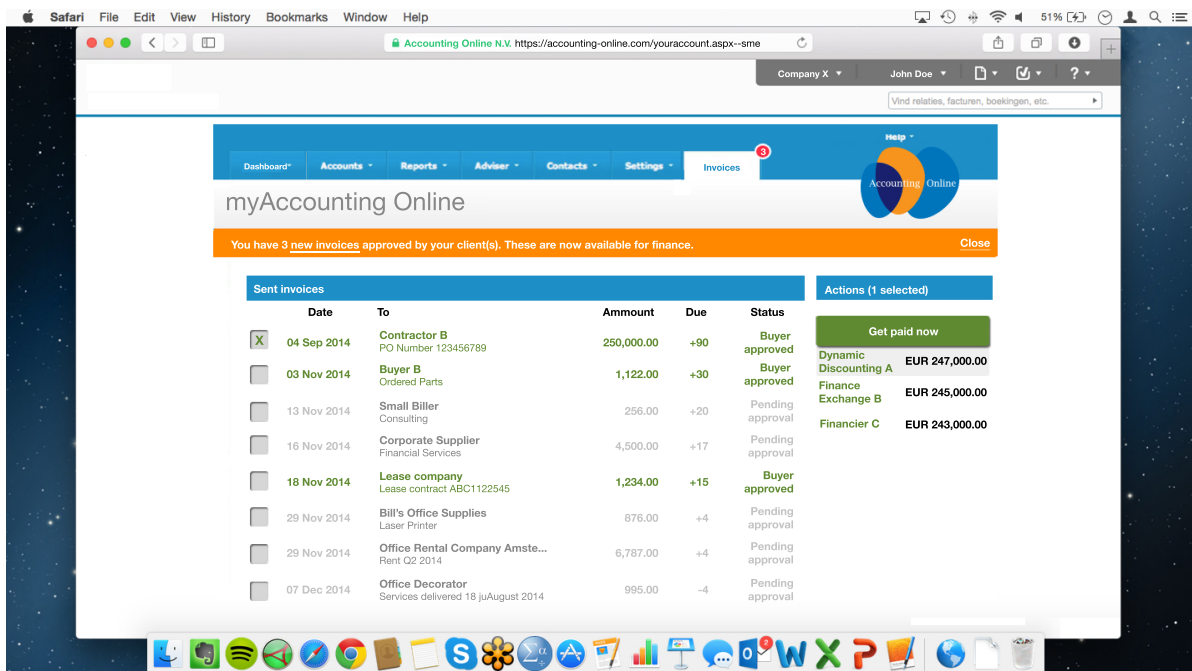 Safari File Edit View History Bookmarks Window Help 51%
Accounting Online N.V. https://accounting-online.com/youraccount.aspx--sme
Company X John Doe ?
Vind relaties, facturen, boekingen, etc.
Help
Dashboard Accounts Reports Adviser Contacts Settings Invoices 3
Accounting Online
myAccounting Online
You have 3 new invoices approved by your client(s). These are now available for finance. Close
Sent invoices
Date To Ammount Due Status
X 04 Sep 2014 Contractor B 250,000.00 +90 Buyer approved
PO Number 123456789
03 Nov 2014 Buyer B 1,122.00 +30 Buyer approved
Ordered Parts
13 Nov 2014 Small Biller 256.00 +20 Pending approval
Consulting
16 Nov 2014 Corporate Supplier 4,500.00 +17 Pending approval
Financial Services
18 Nov 2014 Lease company 1,234.00 +15 Buyer approved
Lease contract ABC1122545
29 Nov 2014 Bill's Office Supplies 876.00 +4 Pending approval
Laser Printer
29 Nov 2014 Office Rental Company Amste... 6,787.00 +4 Pending approval
Rent Q2 2014
07 Dec 2014 Office Decorator 995.00 -4 Pending approval
Services delivered 18 juAugust 2014
Actions (1 selected)
Get paid now
Dynamic Discounting A EUR 247,000.00
Finance Exchange B EUR 245,000.00
Financier C EUR 243,000.00
2